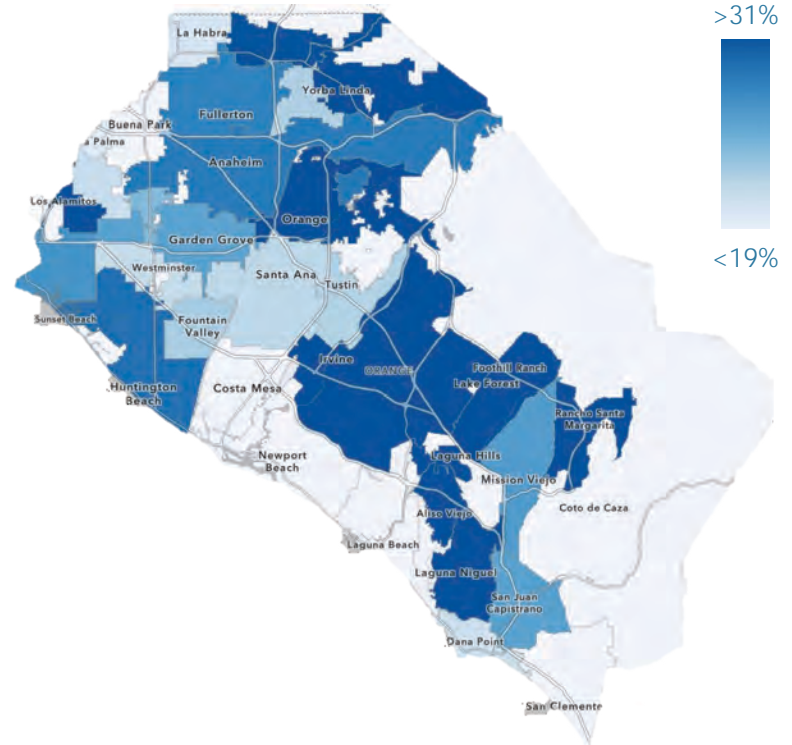 >31%
<19%
La Habra
Yorba Linda
Fullerton
Buena Park
a Palma
Anaheim
Los Alamitos
Orange
Garden Grove
Westminster
Santa Ana
Tustin
Sunset Beach
Fountain
Valley
Irvine
ORANGE
Foothill Ranch
Lake Forest
Huntington
Beach
Costa Mesa
Rancho Santa
Margarita
Newport
Beach
Laguna Hills
Mission Viejo
Coto de Caza
Aliso Viejo
Laguna Beach
Laguna Niguel
San Juan
Capistrano
Dana Point
San Clemente